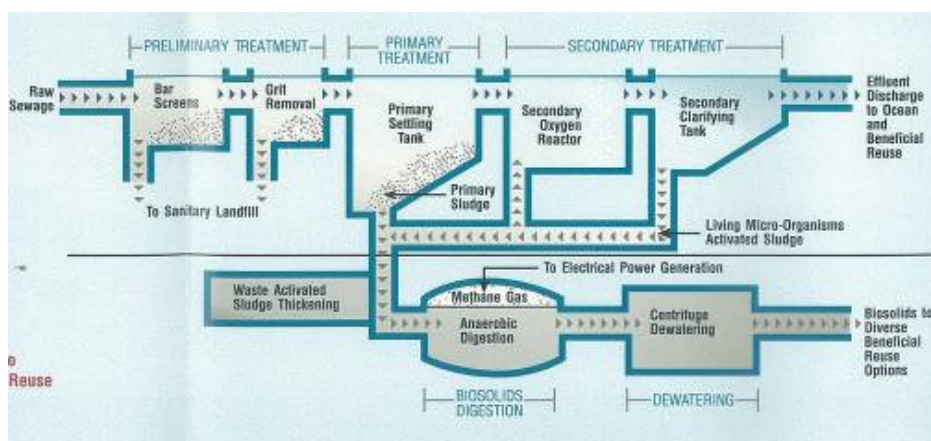 PRELIMINARY TREATMENT
PRIMARY
TREATMENT
SECONDARY TREATMENT
Raw
Sewage
Bar
Screens
Grit
Removal
Primary
Settling
Tank
Secondary
Oxygen
Reactor
Secondary
Clarifying
Tank
Effluent
Discharge
to Ocean
and
Beneficial
Reuse
To Sanitary Landfill
Primary
Sludge
Living Micro-Organisms
Activated Sludge
To Electrical Power Generation
Waste Activated
Sludge Thickening
Methane Gas
Anaerobic
Digestion
Centrifuge
Dewatering
Biosolids to
Diverse
Beneficial
Reuse
Options
o
Reuse
BIOSOLIDS
DIGESTION
DEWATERING